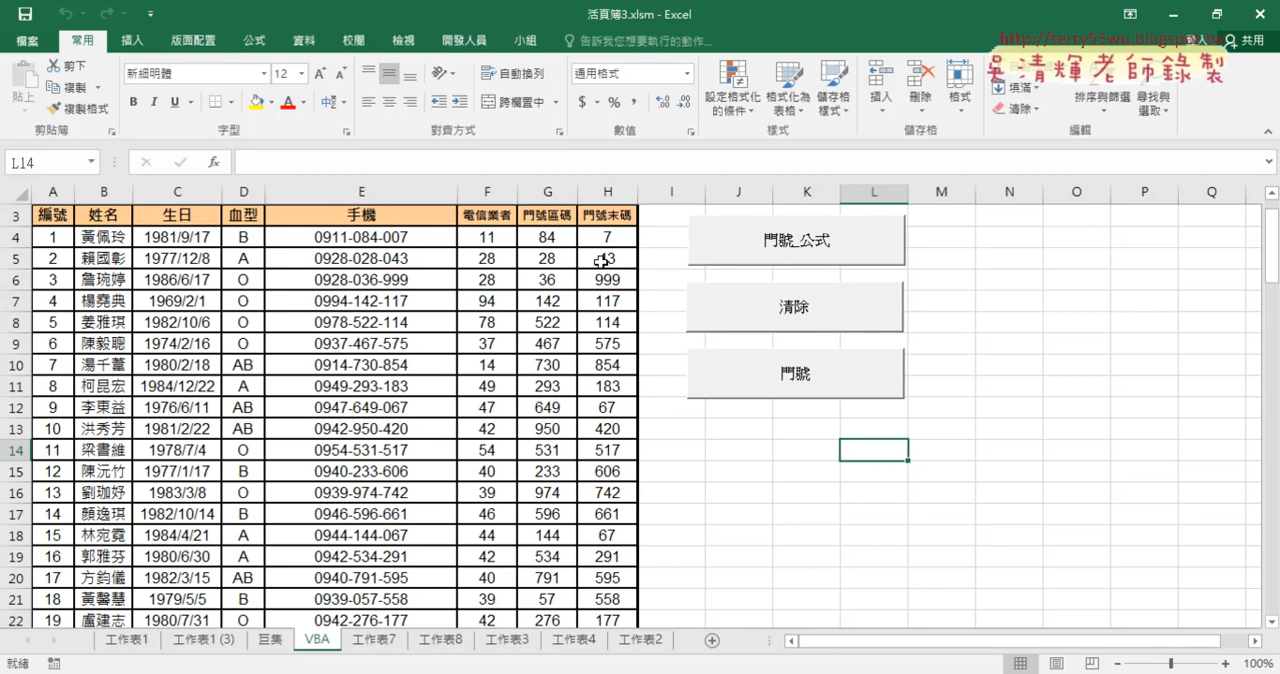 活頁簿3.xlsm - Excel
http://terry55wu.blogspot.tw
吳清輝老師錄製
檔案 常用 插入 版面配置 公式 資料 校閱 檢視 開發人員 小組 告訴我您想要執行的動作... 共用
貼上 剪下 複製 複製格式 剪貼簿
新細明體 12 B I U 中 字型
自動換列 跨欄置中 對齊方式
通用格式 $ % , 數值
設定格式化的條件 格式化為表格 儲存格樣式 樣式
插入 刪除 格式 儲存格
填滿 清除 排序與篩選 尋找與選取 編輯
L14 fx
A B C D E F G H I J K L M N O P Q
3 編號 姓名 生日 血型 手機 電信業者 門號區碼 門號末碼
4 1 黃佩玲 1981/9/17 B 0911-084-007 11 84 7
5 2 賴國彰 1977/12/8 A 0928-028-043 28 28 43
6 3 詹琬婷 1986/6/17 O 0928-036-999 28 36 999
7 4 楊堯典 1969/2/1 O 0994-142-117 94 142 117
8 5 姜雅琪 1982/10/6 O 0978-522-114 78 522 114
9 6 陳毅聰 1974/2/16 O 0937-467-575 37 467 575
10 7 湯千 1980/2/18 AB 0914-730-854 14 730 854
11 8 柯昆宏 1984/12/22 A 0949-293-183 49 293 183
12 9 李東益 1976/6/11 AB 0947-649-067 47 649 67
13 10 洪秀芳 1981/2/22 AB 0942-950-420 42 950 420
14 11 梁書維 1978/7/4 O 0954-531-517 54 531 517
15 12 陳沅竹 1977/1/17 B 0940-233-606 40 233 606
16 13 劉珈妤 1983/3/8 O 0939-974-742 39 974 742
17 14 顏逸琪 1982/10/14 B 0946-596-661 46 596 661
18 15 林宛霓 1984/4/21 A 0944-144-067 44 144 67
19 16 郭雅芬 1980/6/30 A 0942-534-291 42 534 291
20 17 方鈞儀 1982/3/15 AB 0940-791-595 40 791 595
21 18 黃馨慧 1979/5/5 B 0939-057-558 39 57 558
22 19 盧建志 1980/7/31 O 0942-276-177 42 276 177
門號_公式
清除
門號
工作表1 工作表1 (3) 巨集 VBA 工作表7 工作表8 工作表3 工作表4 工作表2
就緒 100%